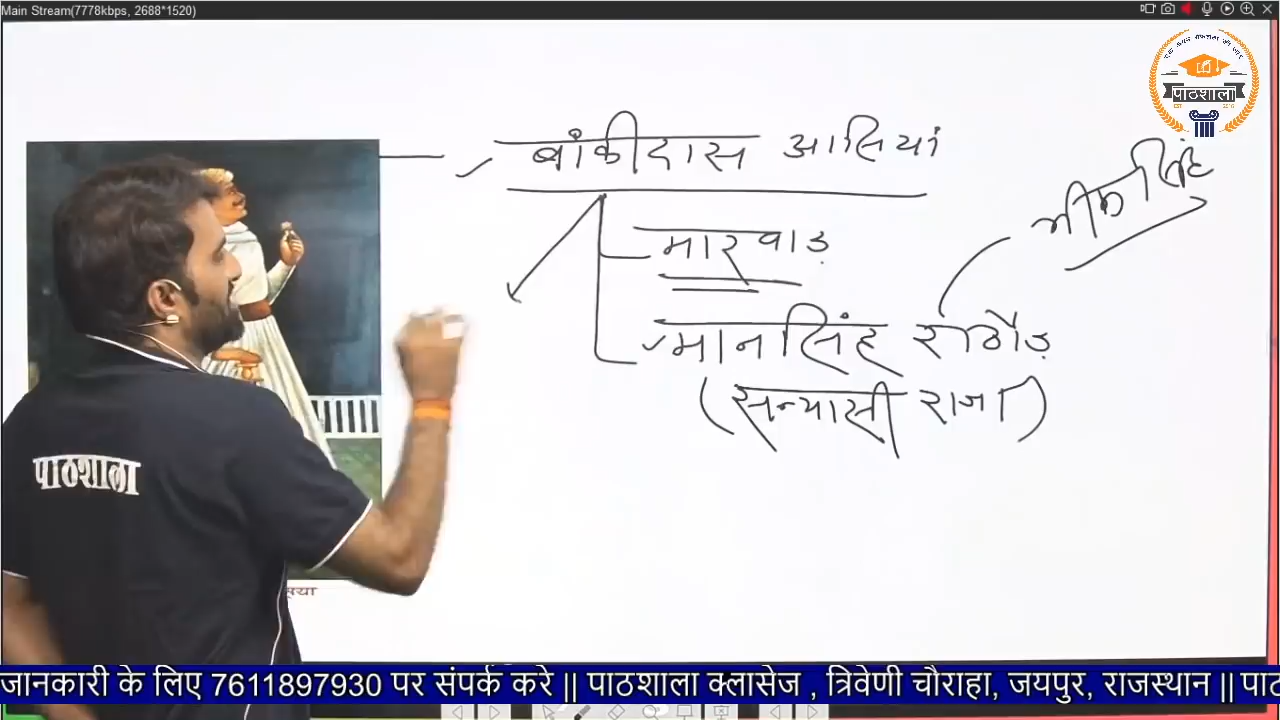 Main Stream(7778kbps, 2688*1520)
पाठशाला
बांकीदास आसियां
भीमसिंह
मारवाड़
मानसिंह राठौड़
(सन्यासी राजा)
पाठशाला
जानकारी के लिए 7611897930 पर संपर्क करे || पाठशाला क्लासेज , त्रिवेणी चौराहा, जयपुर, राजस्थान || पाठ